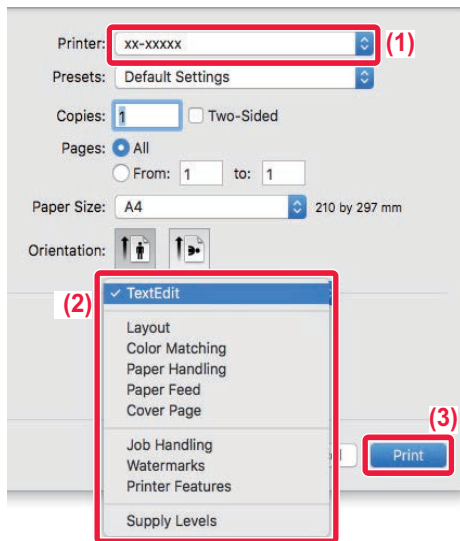 Printer: xx-xxxxx (1)
Presets: Default Settings
Copies: 1 Two-Sided
Pages: All
From: 1 to: 1
Paper Size: A4 210 by 297 mm
Orientation:
(2) ✓ TextEdit
Layout
Color Matching
Paper Handling
Paper Feed
Cover Page
(3)
Job Handling
Print
Watermarks
Printer Features
Supply Levels